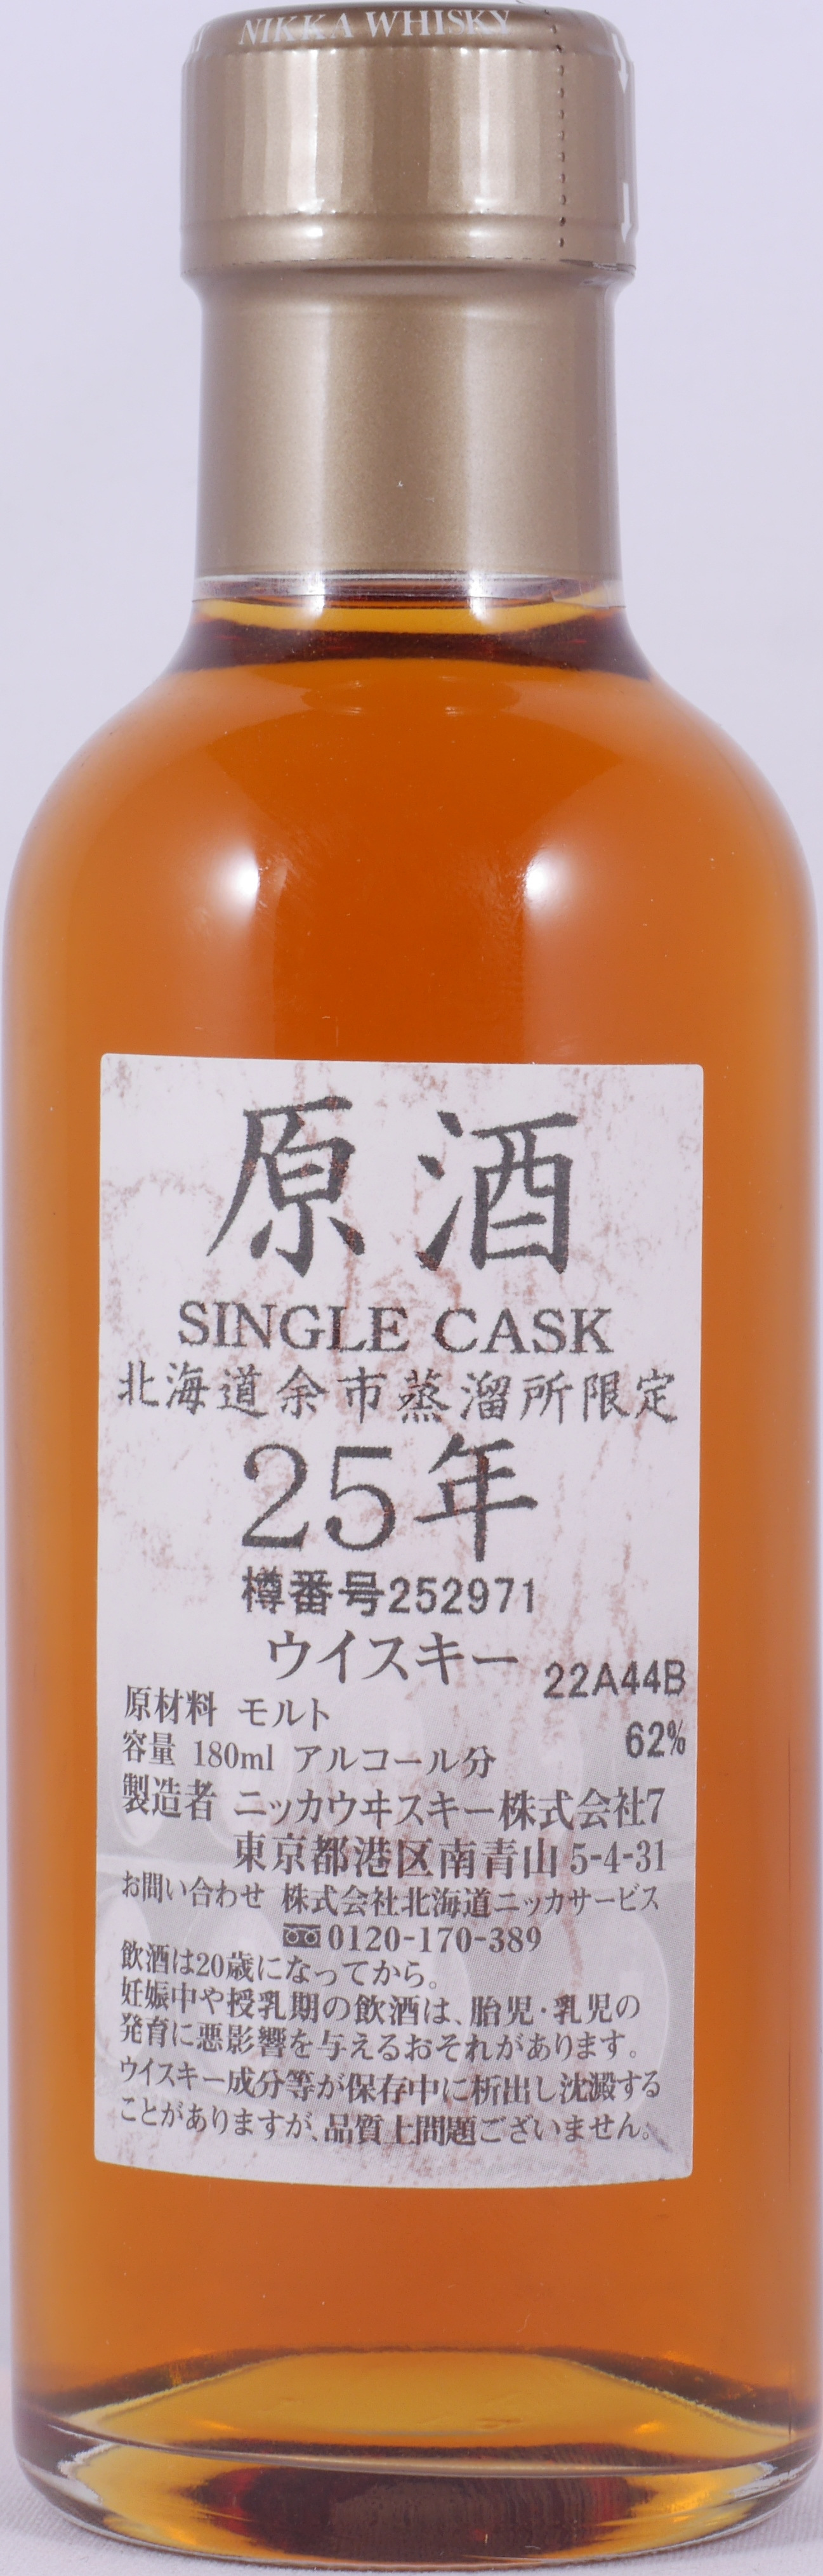 NIKKA WHISKY
原酒
SINGLE CASK
北海道余市蒸溜所限定
25年
樽番号252971
ウイスキー 22A44B
原材料 モルト
容量 180ml アルコール分 62%
製造者 ニッカウヰスキー株式会社7
東京都港区南青山5-4-31
お問い合わせ 株式会社北海道ニッカサービス
0120-170-389
飲酒は20歳になってから。
妊娠中や授乳期の飲酒は、胎児・乳児の
発育に悪影響を与えるおそれがあります。
ウイスキー成分等が保存中に析出し沈澱する
ことがありますが、品質上問題ございません。